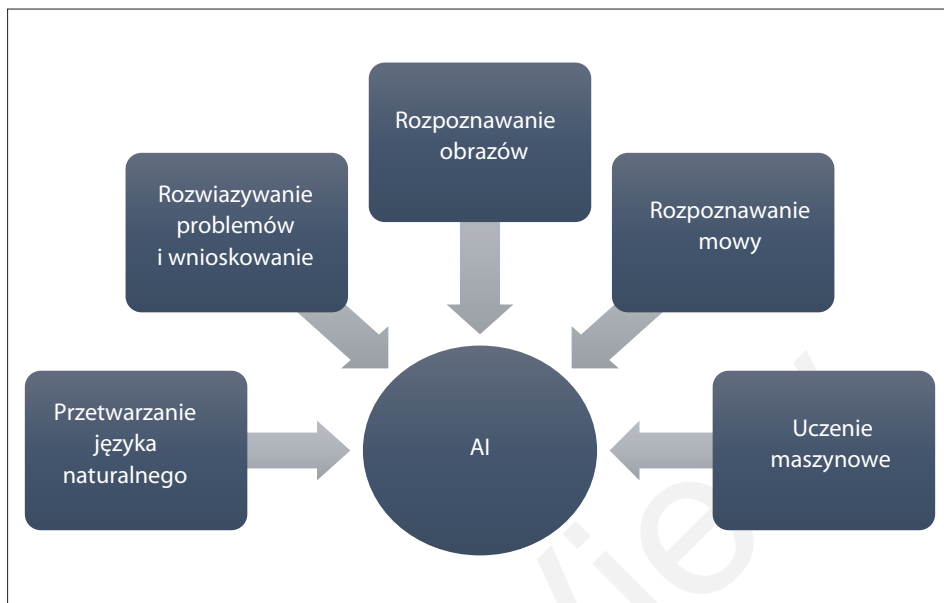 Rozpoznawanie
obrazów
Rozwiazywanie
problemów
i wnioskowanie
Rozpoznawanie
mowy
Przetwarzanie
języka
naturalnego
AI
Uczenie
maszynowe